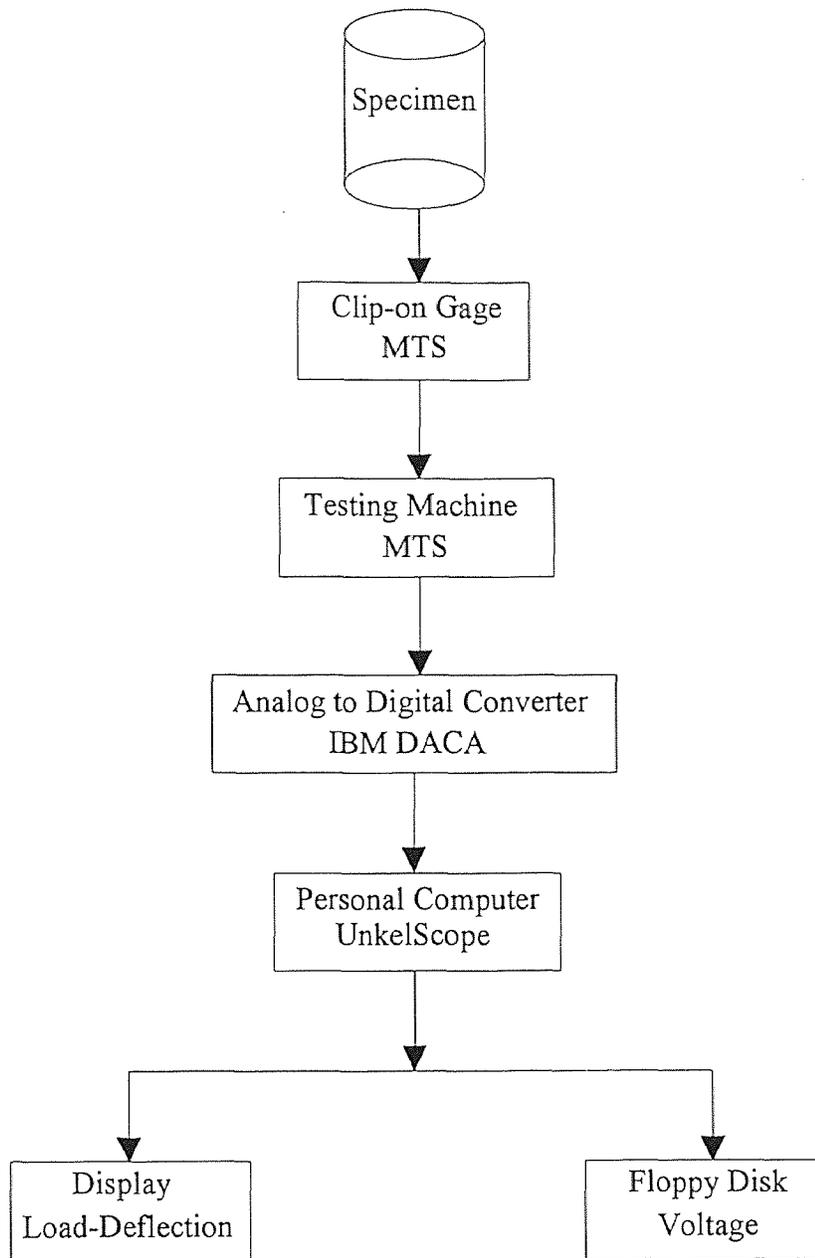 Specimen
Clip-on Gage
MTS
Testing Machine
MTS
Analog to Digital Converter
IBM DACA
Personal Computer
UnkelScope
Display
Load-Deflection
Floppy Disk
Voltage